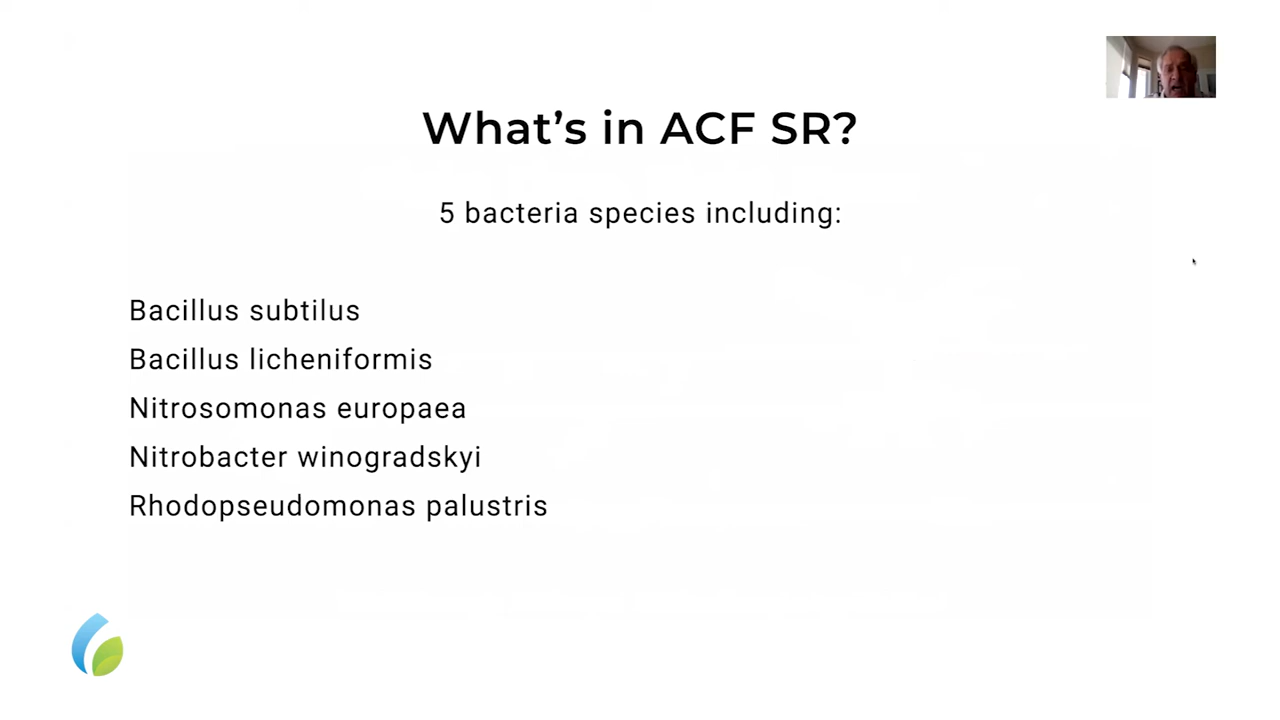 What’s in ACF SR?
5 bacteria species including:
Bacillus subtilus
Bacillus licheniformis
Nitrosomonas europaea
Nitrobacter winogradskyi
Rhodopseudomonas palustris